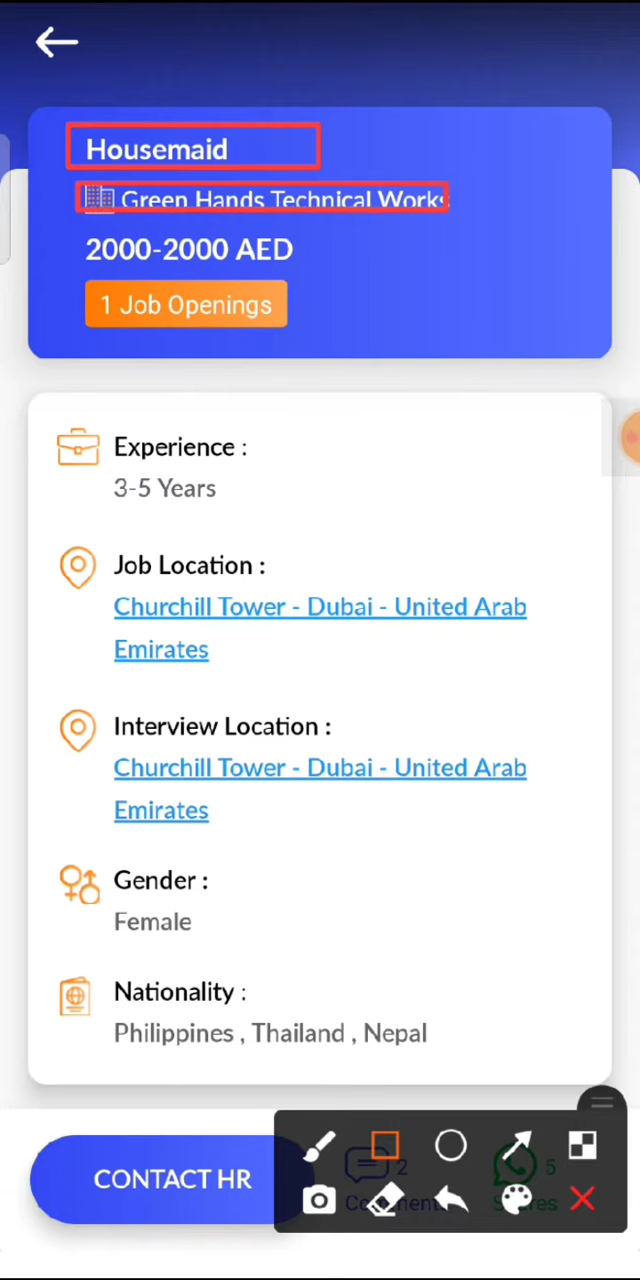 Housemaid
Green Hands Technical Works
2000-2000 AED
1 Job Openings
Experience :
3-5 Years
Job Location :
Churchill Tower - Dubai - United Arab
Emirates
Interview Location :
Churchill Tower - Dubai - United Arab
Emirates
Gender :
Female
Nationality :
Philippines , Thailand , Nepal
CONTACT HR
2
5